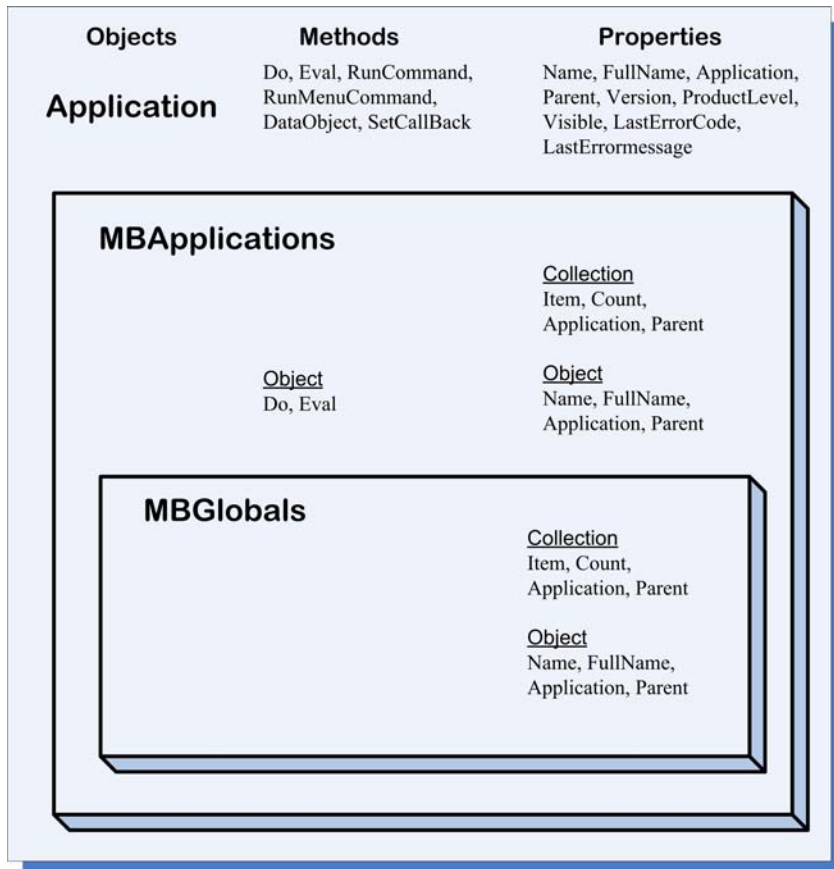 Objects Methods Properties
Application
Do, Eval, RunCommand,
RunMenuCommand,
DataObject, SetCallBack
Name, FullName, Application,
Parent, Version, ProductLevel,
Visible, LastErrorCode,
LastErrormessage
MBApplications
Collection
Item, Count,
Application, Parent
Object
Do, Eval
Object
Name, FullName,
Application, Parent
MBGlobals
Collection
Item, Count,
Application, Parent
Object
Name, FullName,
Application, Parent